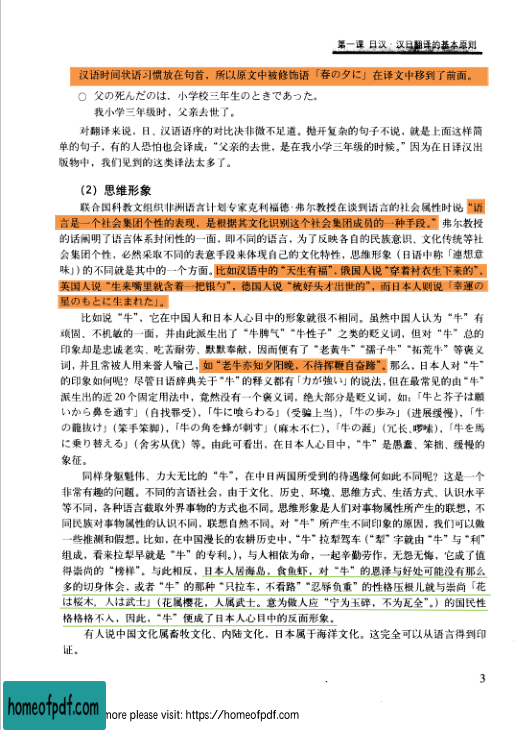 第一课 日汉·汉日翻译的基本原则
汉语时间状语习惯放在句首，所以原文中被修饰语「春の夕に」在译文中移到了前面。
○ 父の死んだのは、小学校三年生のときであった。
我小学三年级时，父亲去世了。
对翻译来说，日、汉语语序的对比决非微不足道。抛开复杂的句子不说，就是上面这样简
单的句子，有的人恐怕也会译成：“父亲的去世，是在我小学三年级的时候。”因为在日译汉出
版物中，我们见到的这类译法太多了。
（2）思维形象
联合国科教文组织非洲语言计划专家克利福德·弗尔教授在谈到语言的社会属性时说：“语
言是一个社会集团个性的表现，是根据其文化识别这个社会集团成员的一种手段。”弗尔教授
的话阐明了语言体系封闭性的一面，即不同的语言，为了反映各自的民族意识、文化传统等社
会集团个性，必然采取不同的表意手段来体现自己的文化特性，思维形象（日语中称「連想意
味」）的不同就是其中的一个方面。比如汉语中的“天生有福”，俄国人说“穿着衬衣生下来的”，
英国人说“生来嘴里就含着一把银勺”，德国人说“梳好头才出世的”，而日本人则说「幸運の
星のもとに生まれた」。
比如说“牛”，它在中国人和日本人心目中的形象就很不相同。虽然中国人认为“牛”有
顽固、不机敏的一面，并由此派生出了“牛脾气”“牛性子”之类的贬义词，但对“牛”总的
印象却是忠诚老实、吃苦耐劳、默默奉献，因而便有了“老黄牛”“孺子牛”“拓荒牛”等褒义
词，并且常被人用来誉人喻己，如“老牛亦知夕阳晚，不待挥鞭自奋蹄”。那么，日本人对“牛”
的印象如何呢？尽管日语辞典关于“牛”的释义都有「力が強い」的说法，但在最常见的由“牛”
派生出的近20个固定用法中，竟然没有一个褒义词，绝大部分是贬义词，如：「牛と芥子は願
いから鼻を通す」（自找罪受），「牛に喰らわる」（受骗上当），「牛の歩み」（进展缓慢），「牛
の籠抜け」（笨手笨脚），「牛の角を蜂が刺す」（麻木不仁），「牛の涎」（冗长、啰嗦），「牛を馬
に乗り替える」（舍劣从优）等。由此可看出，在日本人心目中，“牛”是愚蠢、笨拙、缓慢的
象征。
同样身躯魁伟、力大无比的“牛”，在中日两国所受到的待遇缘何如此不同呢？这是一个
非常有趣的问题。不同的言语社会，由于文化、历史、环境、思维方式、生活方式、认识水平
等不同，各种语言截取外界事物的方式也不同。思维形象是人们对事物属性所产生的联想，不
同民族对事物属性的认识不同，联想自然不同。对“牛”所产生不同印象的原因，我们可以做
一些推测和假想。比如，在中国漫长的农耕历史中，“牛”拉犁驾车（“犁”字就由“牛”与“利”
组成，看来拉犁早就是“牛”的专利。），与人相依为命，一起辛勤劳作，无怨无悔，它成了值
得崇尚的“榜样”。与此相反，日本人居海岛，食鱼虾，对“牛”的恩泽与好处可能没有那么
多的切身体会，或者“牛”的那种“只拉车，不看路”“忍辱负重”的性格压根儿就与崇尚「花
は桜木，人は武士」（花属樱花，人属武士。意为做人应“宁为玉碎，不为瓦全”。）的国民性
格格格不入，因此，“牛”便成了日本人心目中的反面形象。
有人说中国文化属畜牧文化、内陆文化，日本属于海洋文化。这完全可以从语言得到印
证。
3
homeofpdf.com
more please visit: https://homeofpdf.com